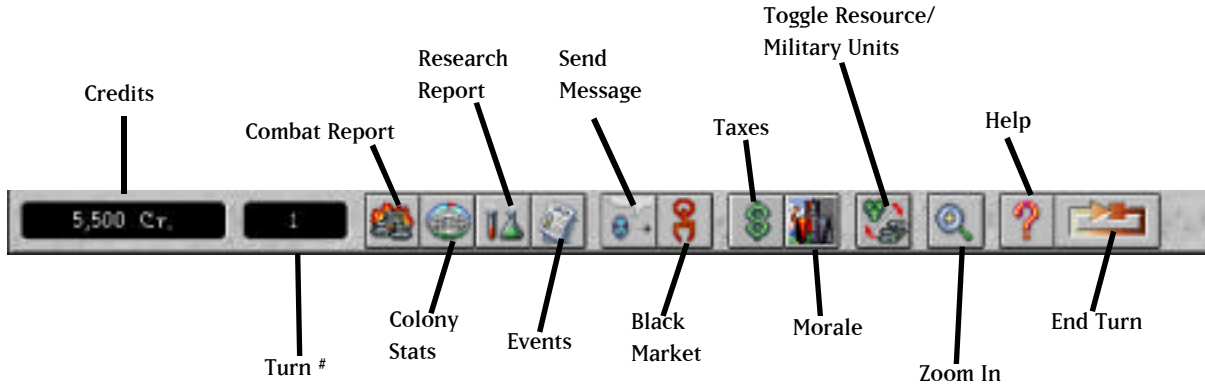 Toggle Resource/
Military Units
Research
Report
Send
Message
Credits
Taxes
Help
Combat Report
5,500 Cr.
1
Colony
Stats
Events
Black
Market
Morale
End Turn
Turn #
Zoom In